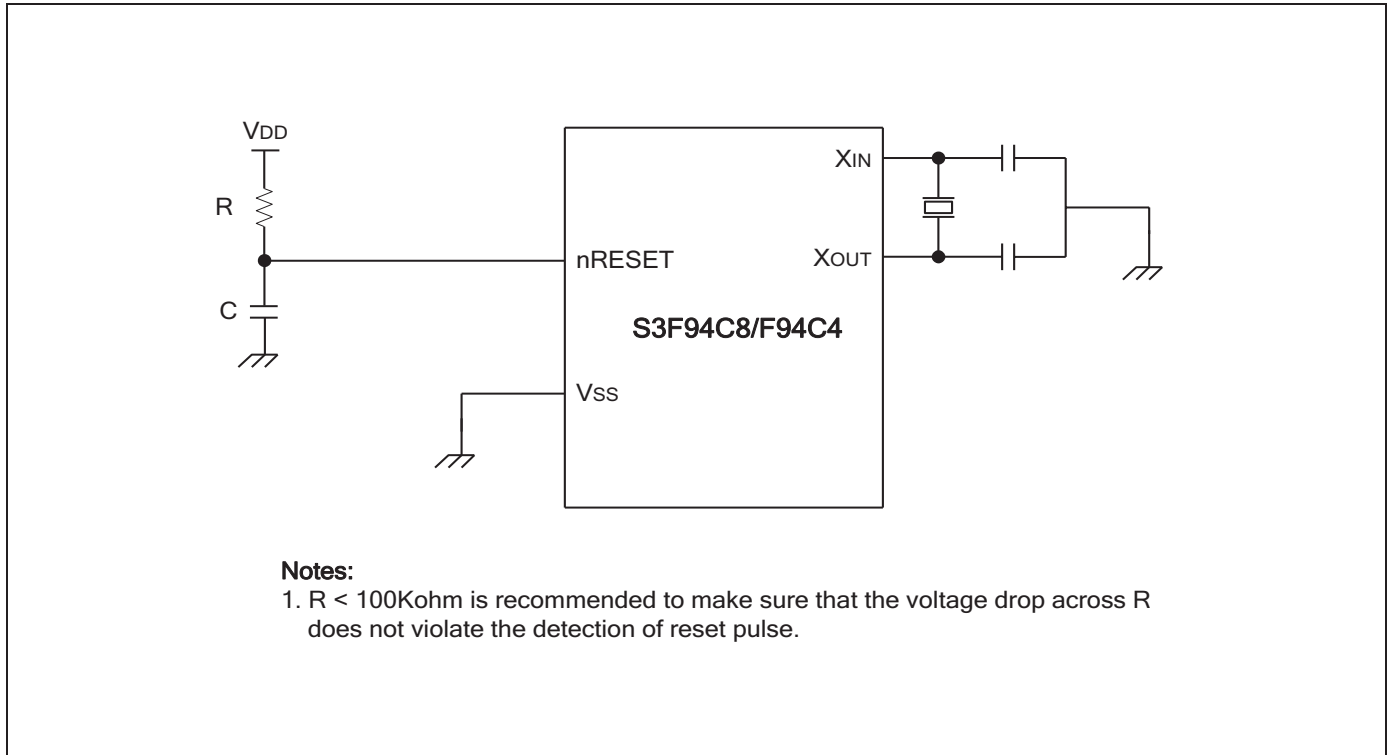 VDD
R
C
nRESET
VSS
XIN
XOUT
S3F94C8/F94C4
Notes:
1. R < 100Kohm is recommended to make sure that the voltage drop across R
does not violate the detection of reset pulse.